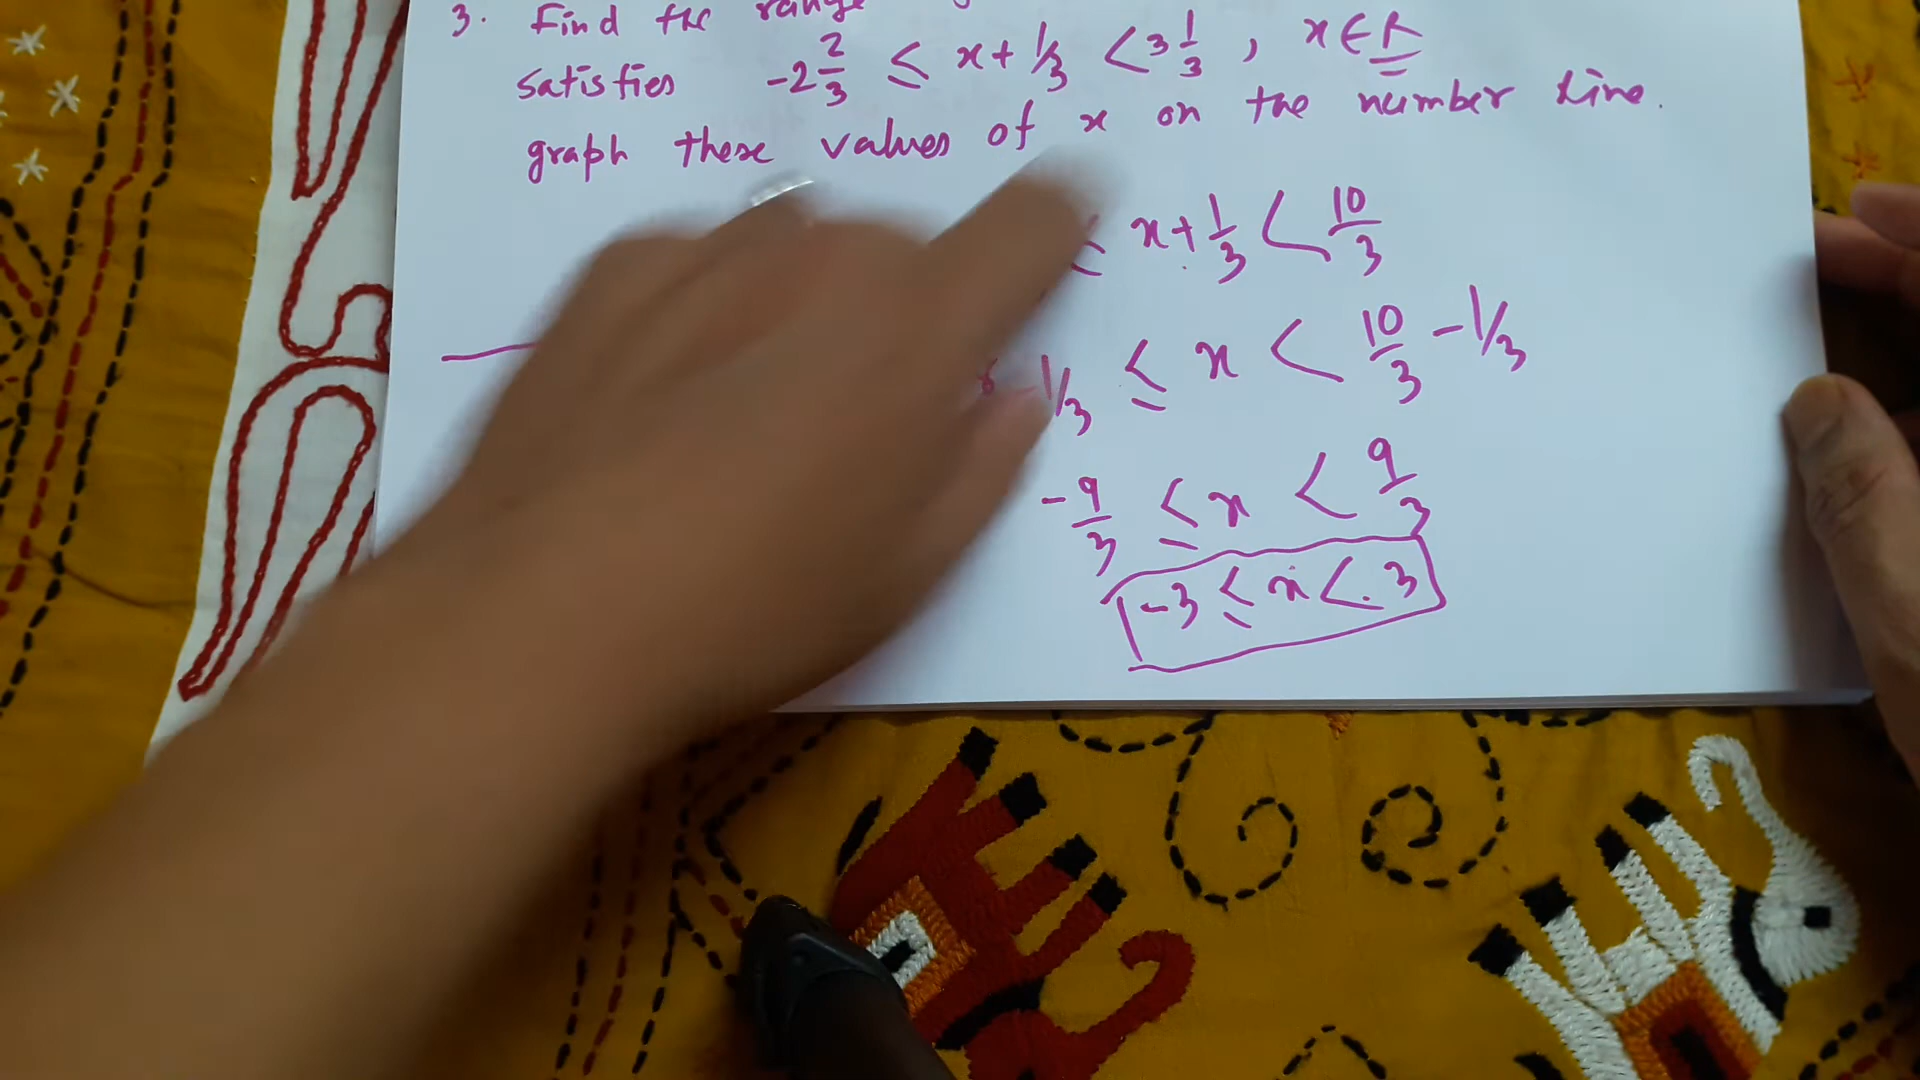 3. Find the range
satisfies -2 2/3 ≤ x + 1/3 < 3 1/3 , x ∈ R
graph these values of x on the number line.
≤ x + 1/3 < 10/3
-1/3 ≤ x < 10/3 - 1/3
-9/3 ≤ x < 9/3
-3 ≤ x < 3